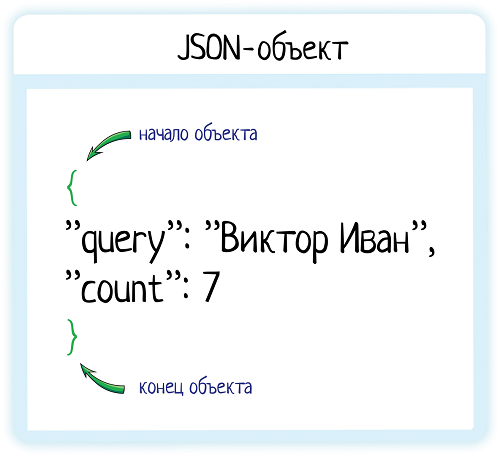 JSON-объект
начало объекта
{
”query”: ”Виктор Иван”,
”count”: 7
}
конец объекта